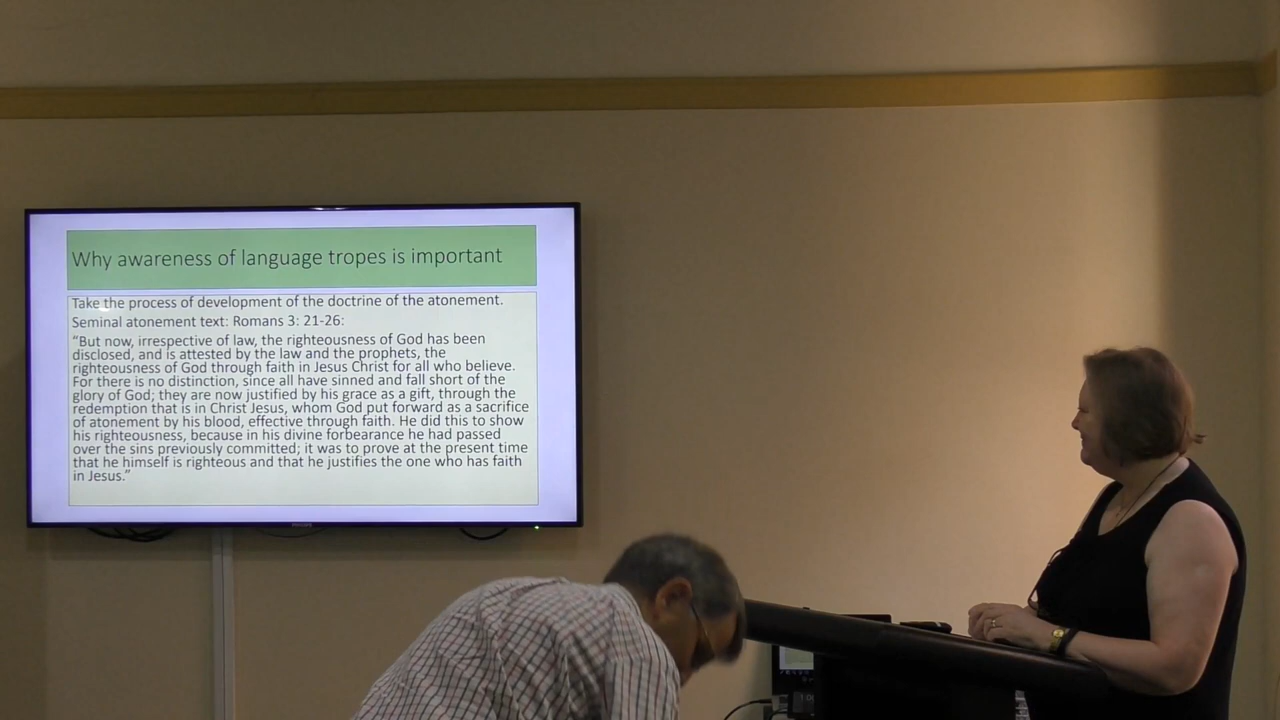 Why awareness of language tropes is important
Take the process of development of the doctrine of the atonement.
Seminal atonement text: Romans 3: 21-26:
“But now, irrespective of law, the righteousness of God has been
disclosed, and is attested by the law and the prophets, the
righteousness of God through faith in Jesus Christ for all who believe.
For there is no distinction, since all have sinned and fall short of the
glory of God; they are now justified by his grace as a gift, through the
redemption that is in Christ Jesus, whom God put forward as a sacrifice
of atonement by his blood, effective through faith. He did this to show
his righteousness, because in his divine forbearance he had passed
over the sins previously committed; it was to prove at the present time
that he himself is righteous and that he justifies the one who has faith
in Jesus.”